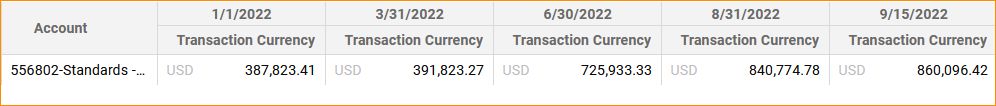 Account 1/1/2022 3/31/2022 6/30/2022 8/31/2022 9/15/2022
Transaction Currency Transaction Currency Transaction Currency Transaction Currency Transaction Currency
556802-Standards -... USD 387,823.41 USD 391,823.27 USD 725,933.33 USD 840,774.78 USD 860,096.42